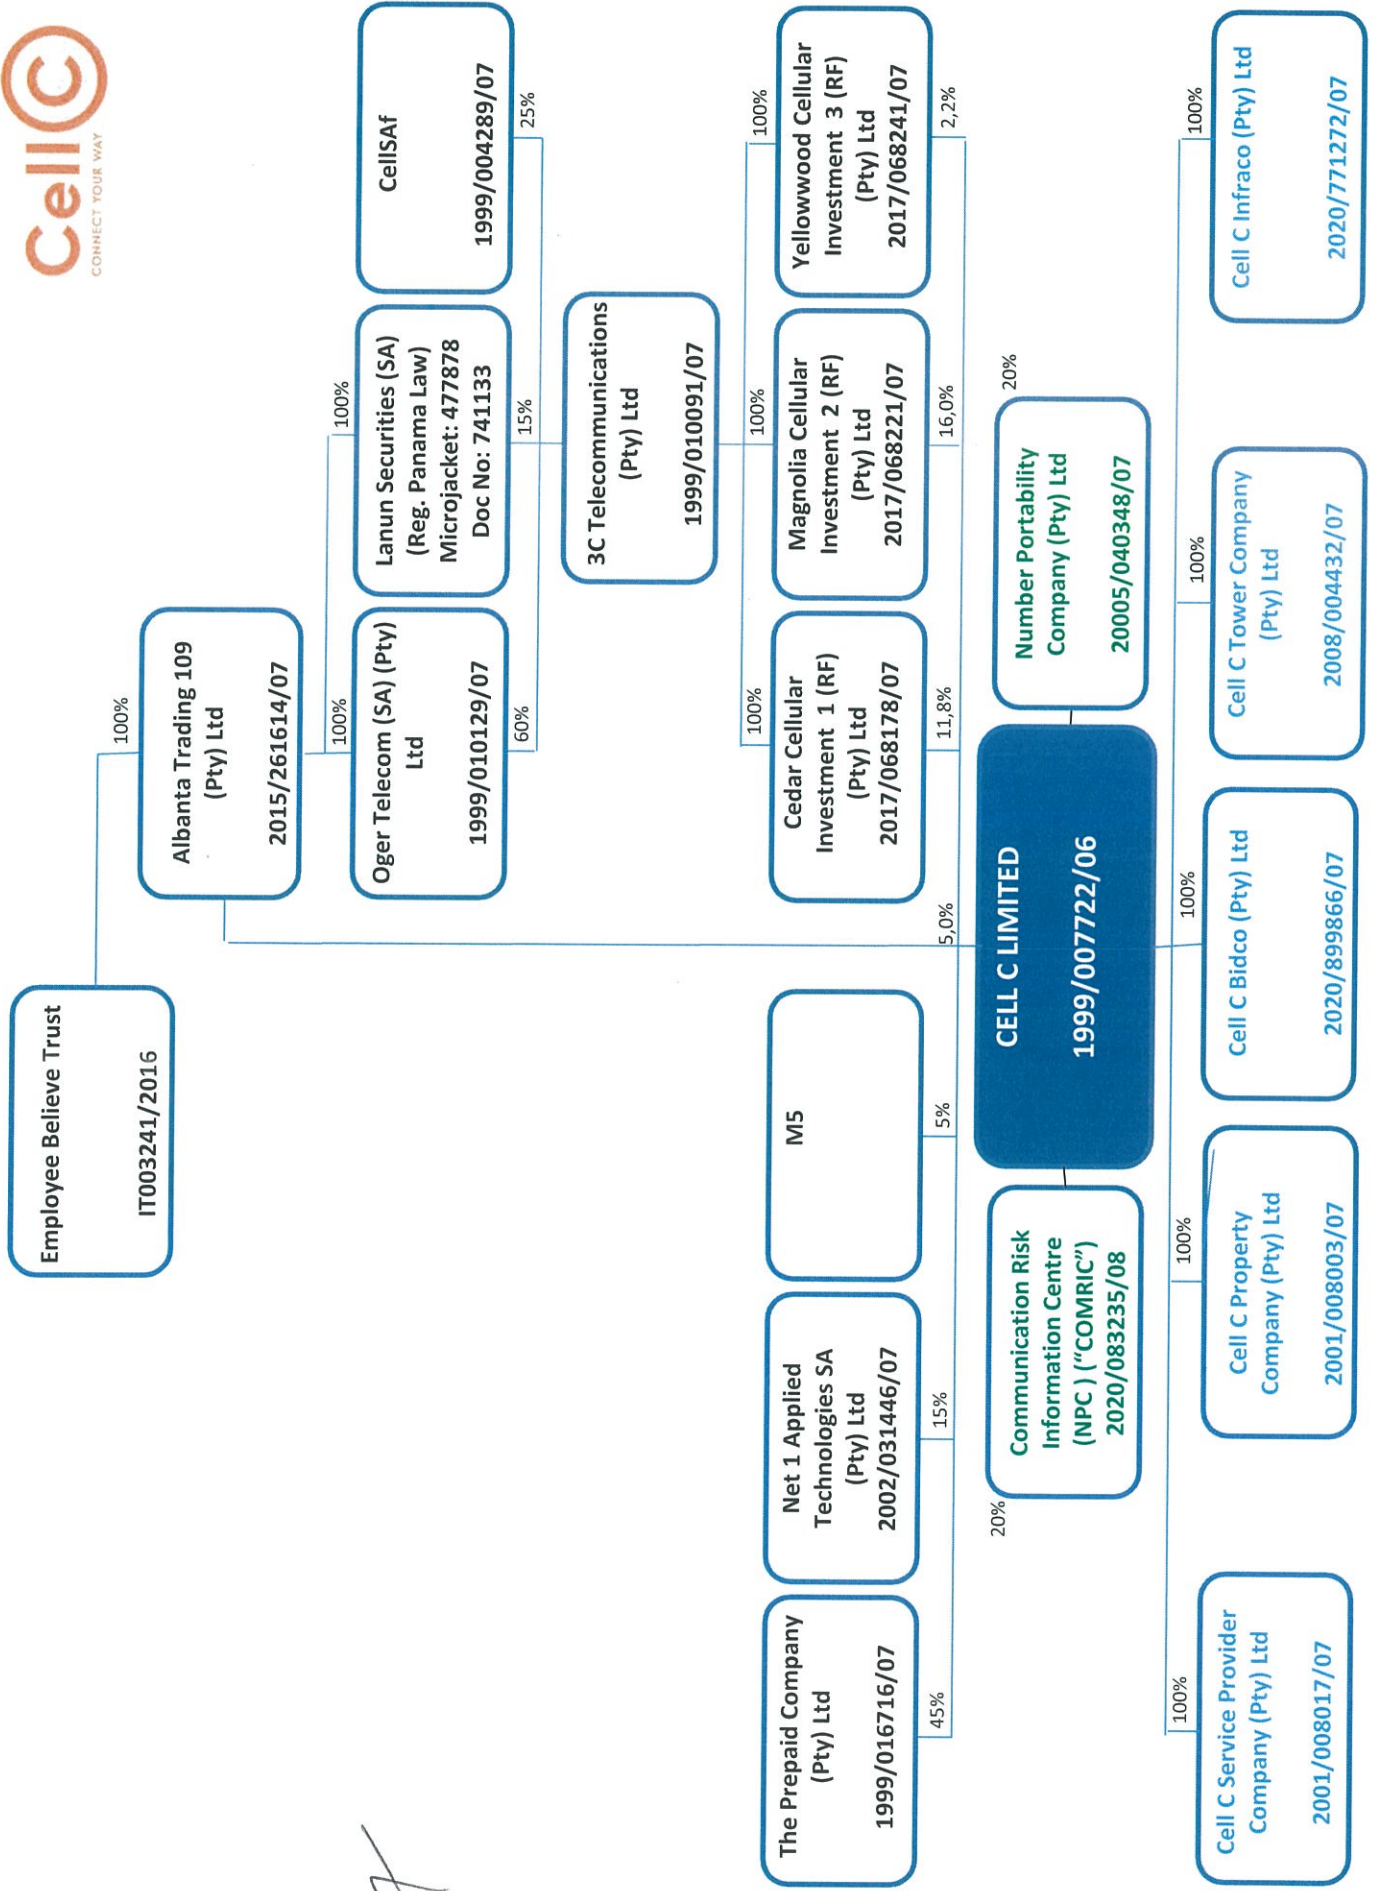 Cell C
CONNECT YOUR WAY
Employee Believe Trust
IT003241/2016
100%
Albanta Trading 109
(Pty) Ltd
2015/261614/07
100%
100%
Oger Telecom (SA) (Pty)
Ltd
1999/010129/07
Lanun Securities (SA)
(Reg. Panama Law)
Microjacket: 477878
Doc No: 741133
CellSAf
1999/004289/07
60%
15%
25%
3C Telecommunications
(Pty) Ltd
1999/010091/07
100%
100%
100%
The Prepaid Company
(Pty) Ltd
1999/016716/07
Net 1 Applied
Technologies SA
(Pty) Ltd
2002/031446/07
M5
Cedar Cellular
Investment 1 (RF)
(Pty) Ltd
2017/068178/07
Magnolia Cellular
Investment 2 (RF)
(Pty) Ltd
2017/068221/07
Yellowwood Cellular
Investment 3 (RF)
(Pty) Ltd
2017/068241/07
45%
15%
5%
5,0%
11,8%
16,0%
2,2%
20%
Communication Risk
Information Centre
(NPC ) (“COMRIC”)
2020/083235/08
CELL C LIMITED
1999/007722/06
Number Portability
Company (Pty) Ltd
20005/040348/07
20%
100%
100%
100%
100%
100%
Cell C Service Provider
Company (Pty) Ltd
2001/008017/07
Cell C Property
Company (Pty) Ltd
2001/008003/07
Cell C Bidco (Pty) Ltd
2020/899866/07
Cell C Tower Company
(Pty) Ltd
2008/004432/07
Cell C Infraco (Pty) Ltd
2020/771272/07